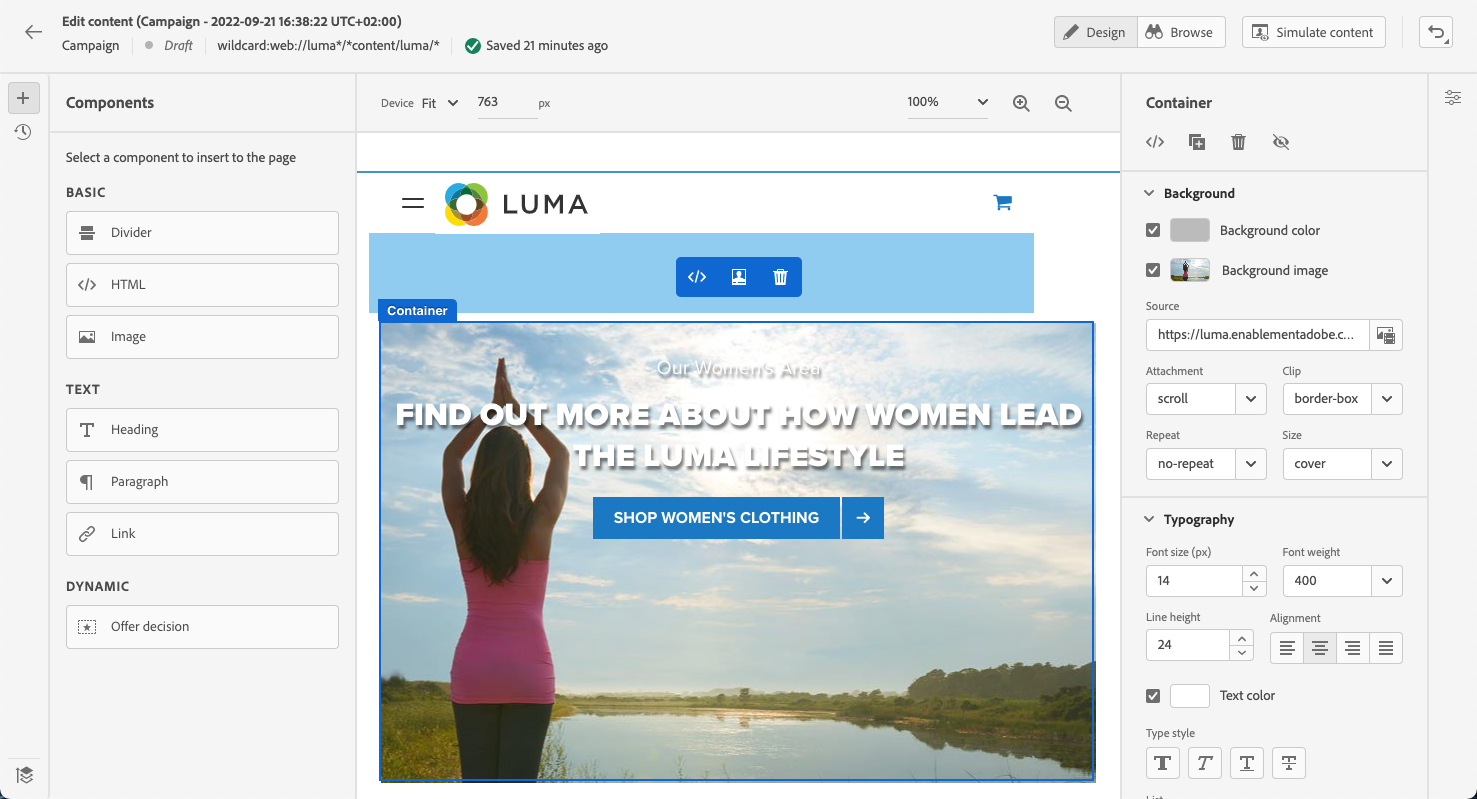 Edit content (Campaign - 2022-09-21 16:38:22 UTC+02:00)
Campaign Draft wildcard:web://luma*/*content/luma/* Saved 21 minutes ago
Design Browse Simulate content
Components
Select a component to insert to the page
BASIC
Divider
HTML
Image
TEXT
Heading
Paragraph
Link
DYNAMIC
Offer decision
Device Fit 763 px 100%
LUMA
Container
Our Women's Area
FIND OUT MORE ABOUT HOW WOMEN LEAD
THE LUMA LIFESTYLE
SHOP WOMEN'S CLOTHING
Container
Background
Background color
Background image
Source
https://luma.enablementadobe.c...
Attachment Clip
scroll border-box
Repeat Size
no-repeat cover
Typography
Font size (px) Font weight
14 400
Line height Alignment
24
Text color
Type style
T T T T